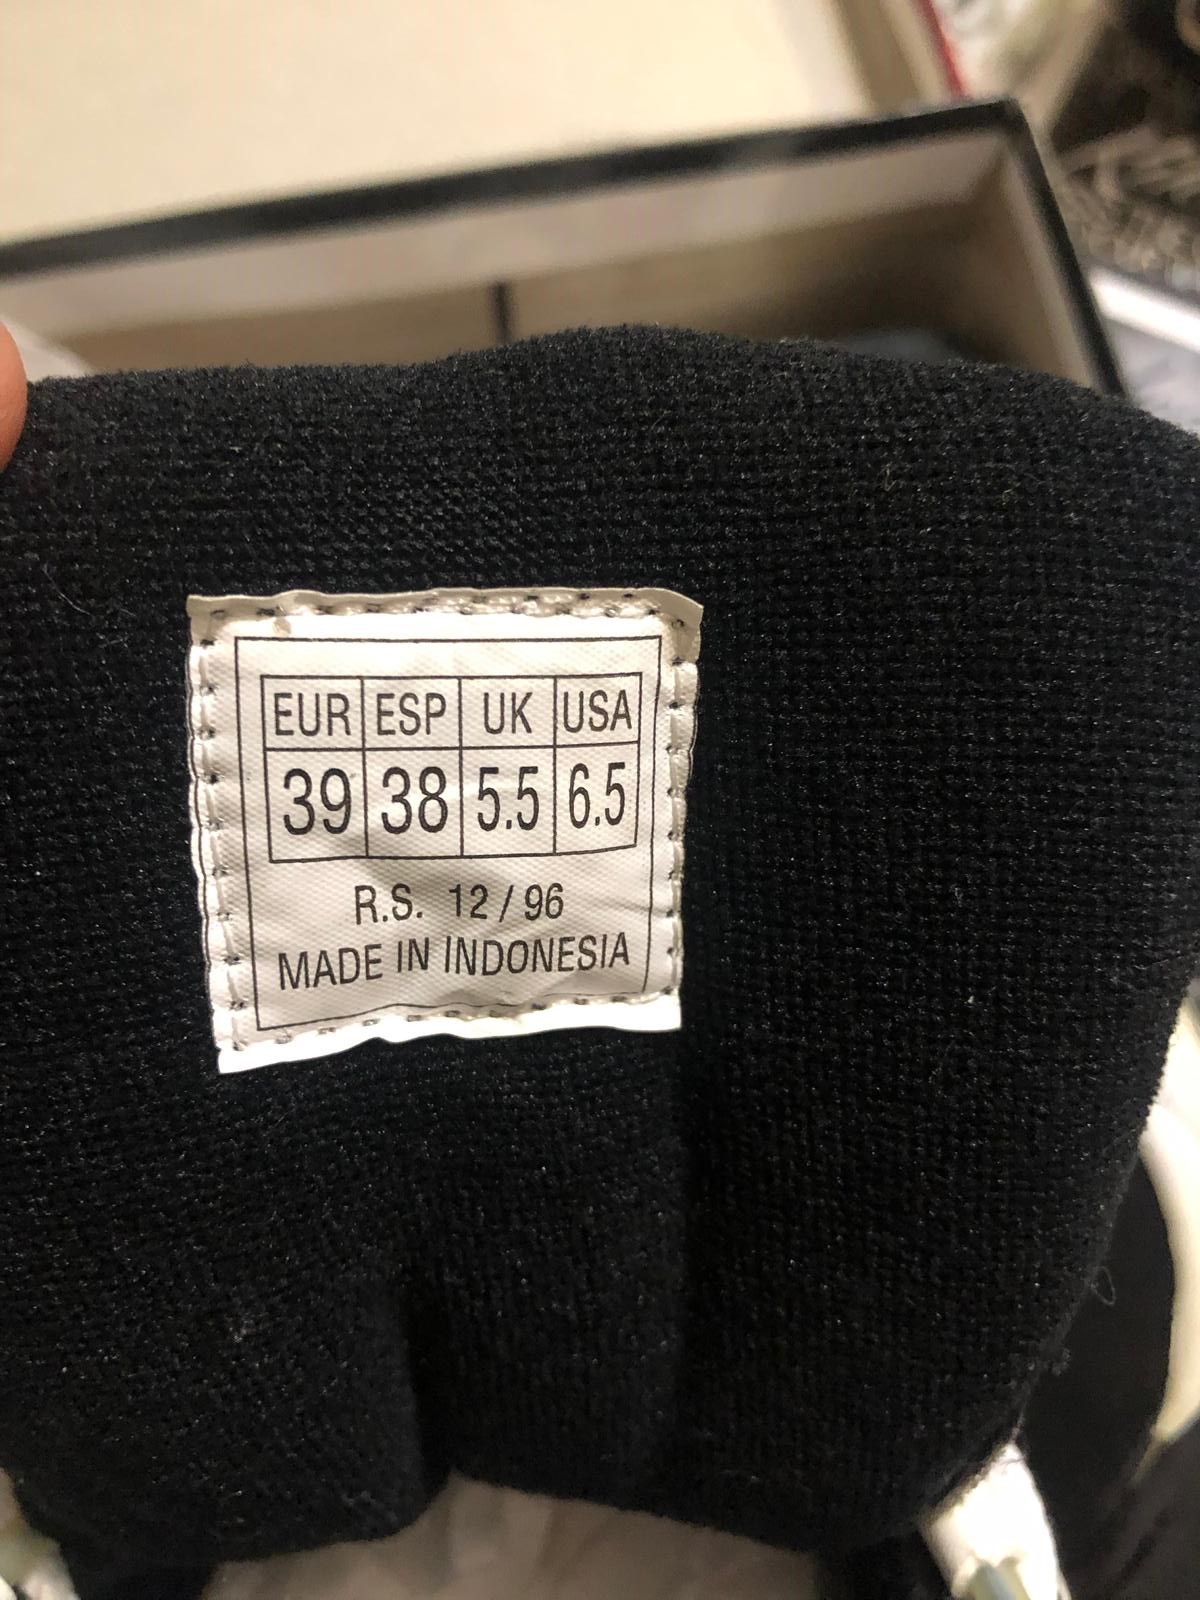 EUR ESP UK USA
39 38 5.5 6.5
R.S. 12 / 96
MADE IN INDONESIA